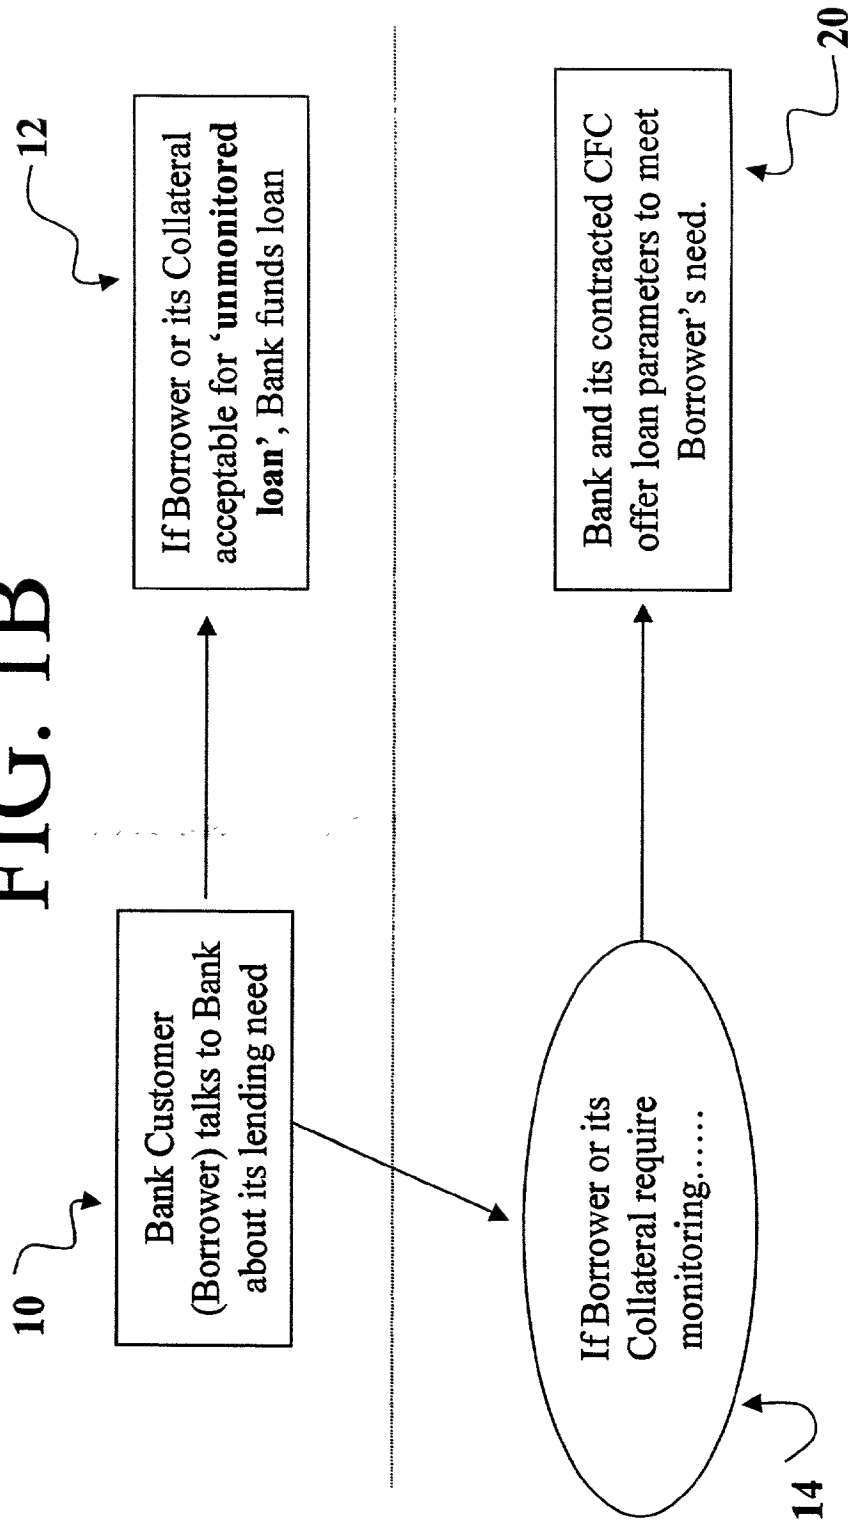 FIG. 1B
10
Bank Customer
(Borrower) talks to Bank
about its lending need
12
If Borrower or its Collateral
acceptable for ‘unmonitored
loan’, Bank funds loan
14
If Borrower or its
Collateral require
monitoring......
20
Bank and its contracted CFC
offer loan parameters to meet
Borrower’s need.